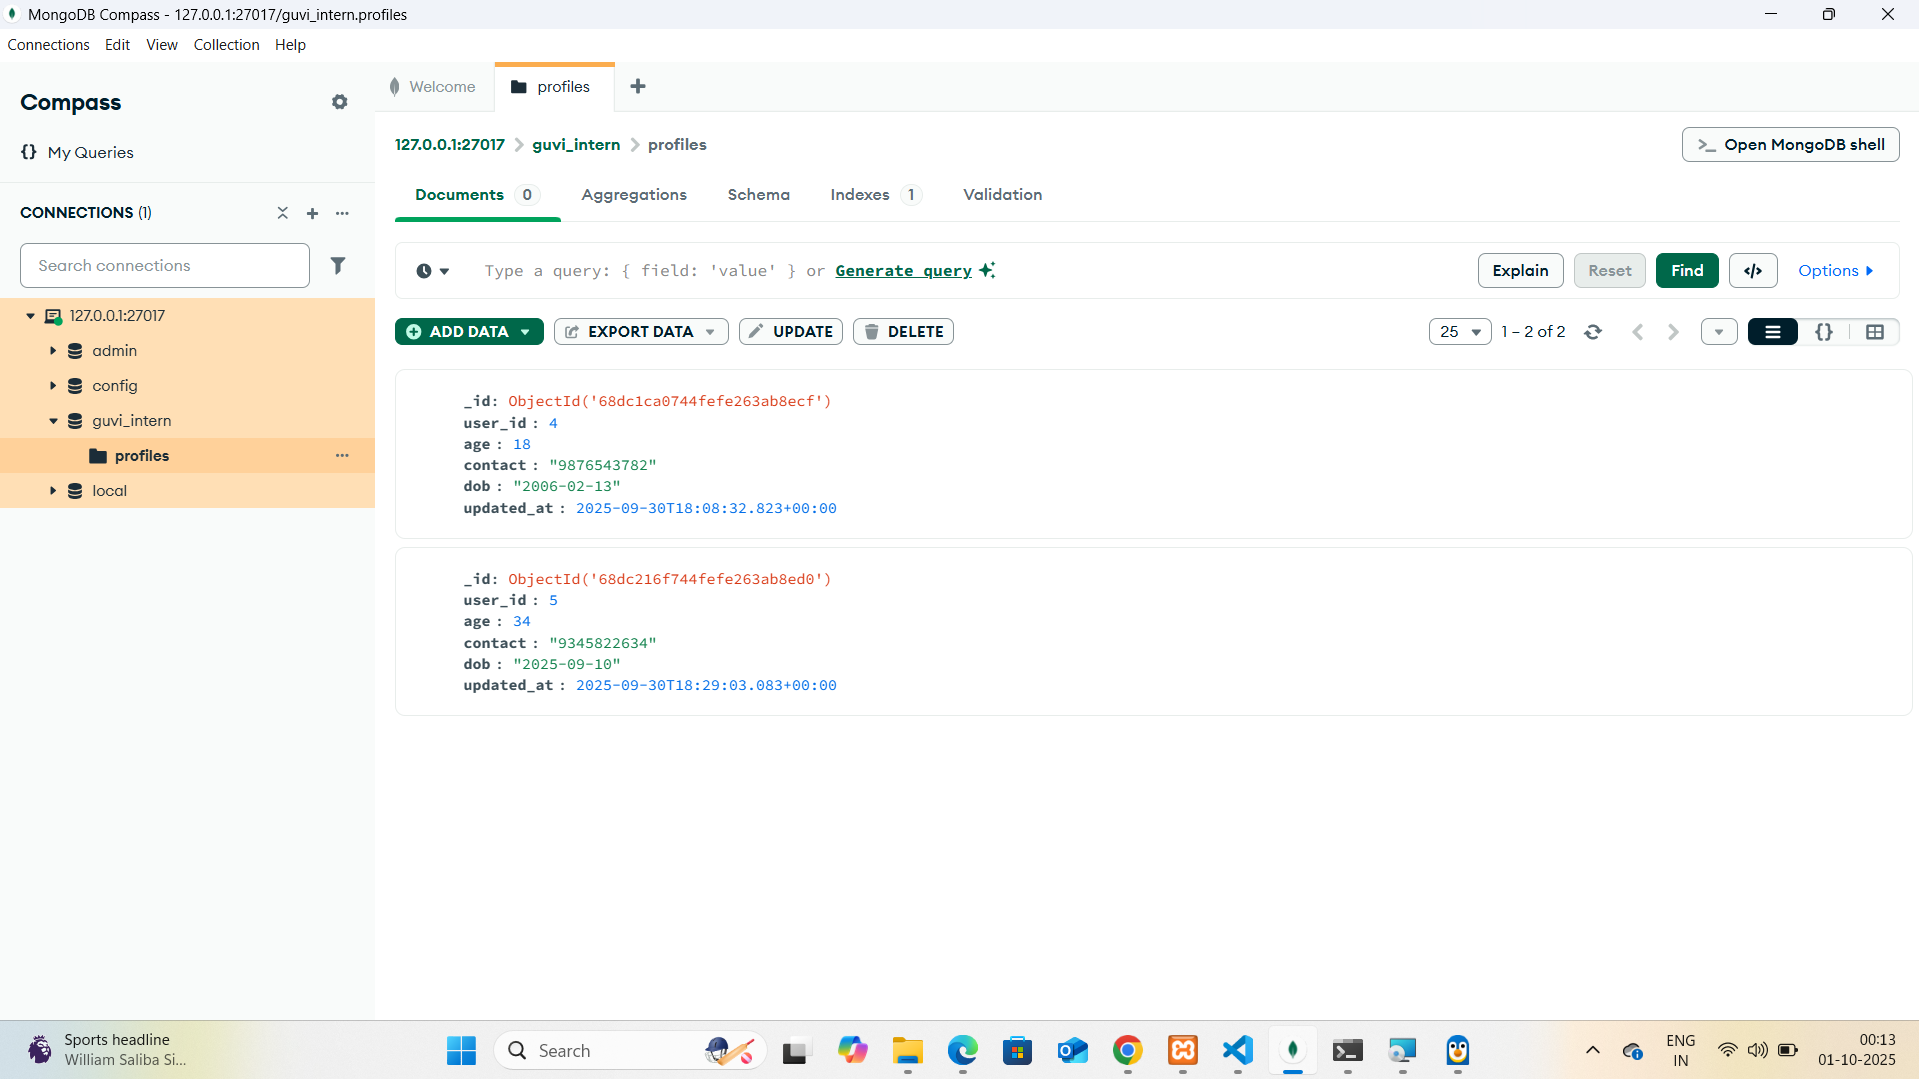 MongoDB Compass - 127.0.0.1:27017/guvi_intern.profiles
Connections Edit View Collection Help
Compass
{} My Queries
CONNECTIONS (1)
Search connections
127.0.0.1:27017
admin
config
guvi_intern
profiles
local
Welcome
profiles
127.0.0.1:27017 > guvi_intern > profiles
>_ Open MongoDB shell
Documents 0 Aggregations Schema Indexes 1 Validation
Type a query: { field: 'value' } or Generate query
Explain Reset Find </> Options
ADD DATA EXPORT DATA UPDATE DELETE
25 1 – 2 of 2 {}
_id: ObjectId('68dc1ca0744fefe263ab8ecf')
user_id : 4
age : 18
contact : "9876543782"
dob : "2006-02-13"
updated_at : 2025-09-30T18:08:32.823+00:00
_id: ObjectId('68dc216f744fefe263ab8ed0')
user_id : 5
age : 34
contact : "9345822634"
dob : "2025-09-10"
updated_at : 2025-09-30T18:29:03.083+00:00
Sports headline
William Saliba Si...
Search
ENG
IN
00:13
01-10-2025